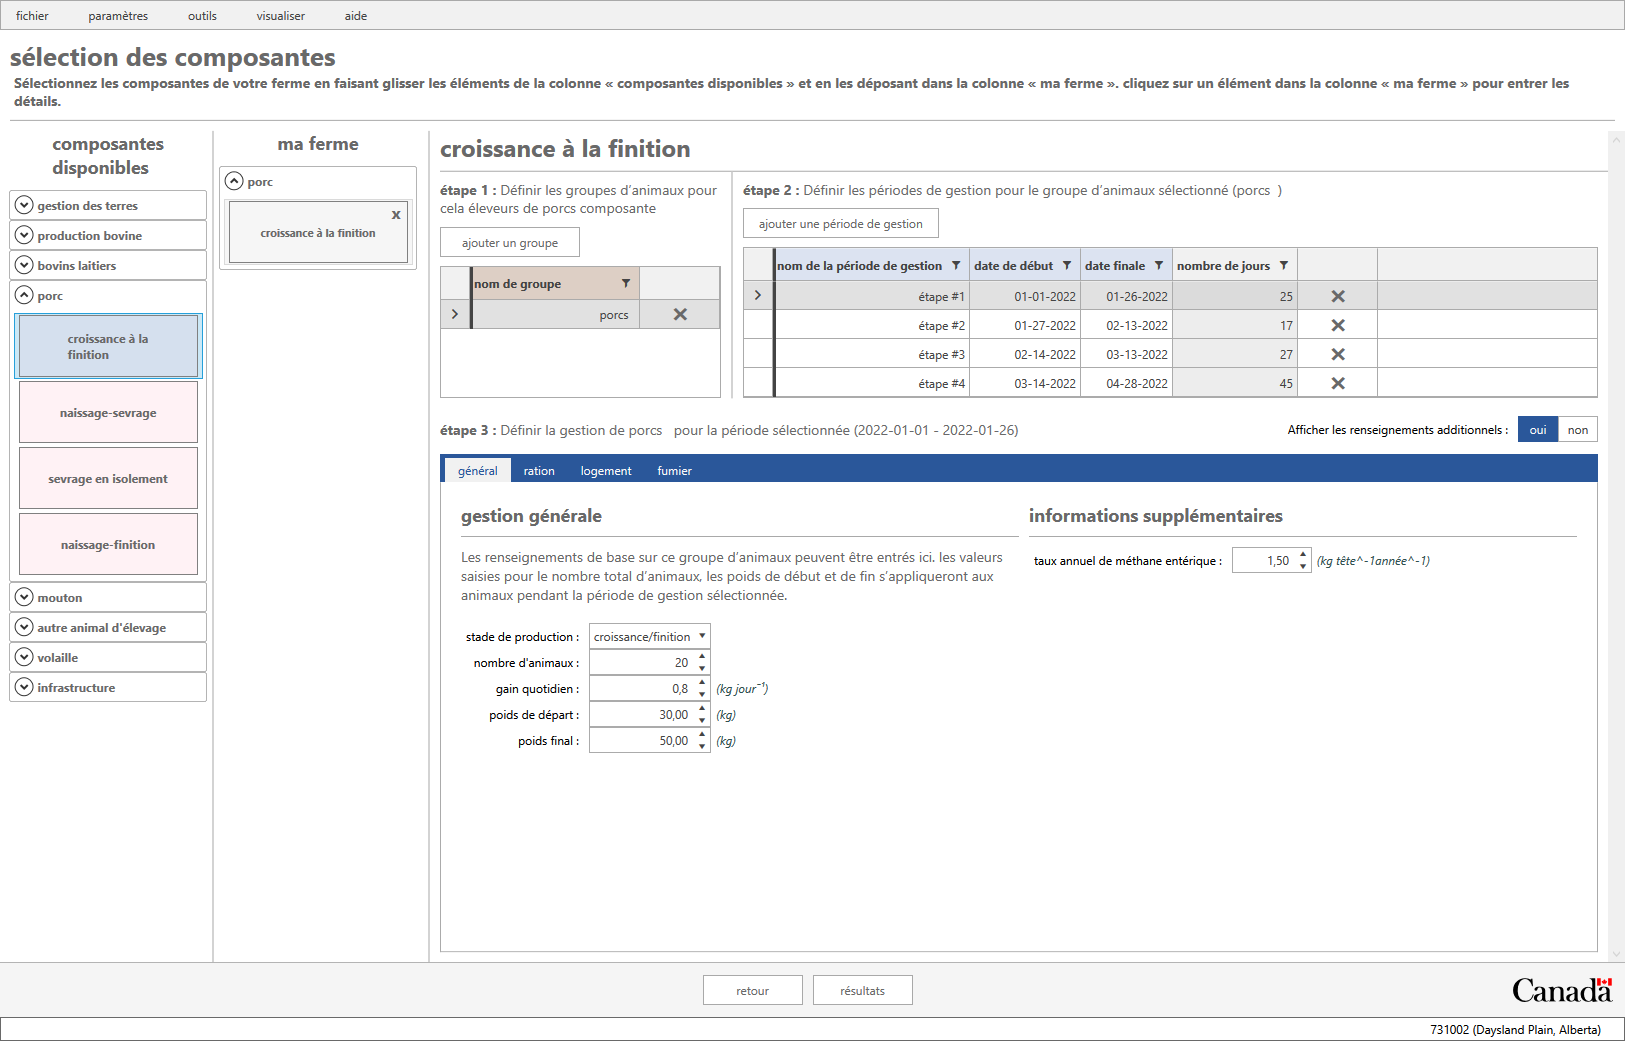 fichier paramètres outils visualiser aide
sélection des composantes
Sélectionnez les composantes de votre ferme en faisant glisser les éléments de la colonne « composantes disponibles » et en les déposant dans la colonne « ma ferme ». cliquez sur un élément dans la colonne « ma ferme » pour entrer les
détails.
composantes
disponibles
gestion des terres
production bovine
bovins laitiers
porc
croissance à la
finition
naissage-sevrage
sevrage en isolement
naissage-finition
mouton
autre animal d'élevage
volaille
infrastructure
ma ferme
porc
x
croissance à la finition
croissance à la finition
étape 1 : Définir les groupes d’animaux pour
cela éleveurs de porcs composante
ajouter un groupe
nom de groupe
porcs
étape 2 : Définir les périodes de gestion pour le groupe d’animaux sélectionné (porcs )
ajouter une période de gestion
nom de la période de gestion date de début date finale nombre de jours
étape #1 01-01-2022 01-26-2022 25
étape #2 01-27-2022 02-13-2022 17
étape #3 02-14-2022 03-13-2022 27
étape #4 03-14-2022 04-28-2022 45
étape 3 : Définir la gestion de porcs pour la période sélectionnée (2022-01-01 - 2022-01-26)
Afficher les renseignements additionnels : oui non
général ration logement fumier
gestion générale
Les renseignements de base sur ce groupe d’animaux peuvent être entrés ici. les valeurs
saisies pour le nombre total d’animaux, les poids de début et de fin s’appliqueront aux
animaux pendant la période de gestion sélectionnée.
stade de production : croissance/finition
nombre d'animaux : 20
gain quotidien : 0,8 (kg jour⁻¹)
poids de départ : 30,00 (kg)
poids final : 50,00 (kg)
informations supplémentaires
taux annuel de méthane entérique : 1,50 (kg tête^-1année^-1)
retour résultats
Canada
731002 (Daysland Plain, Alberta)